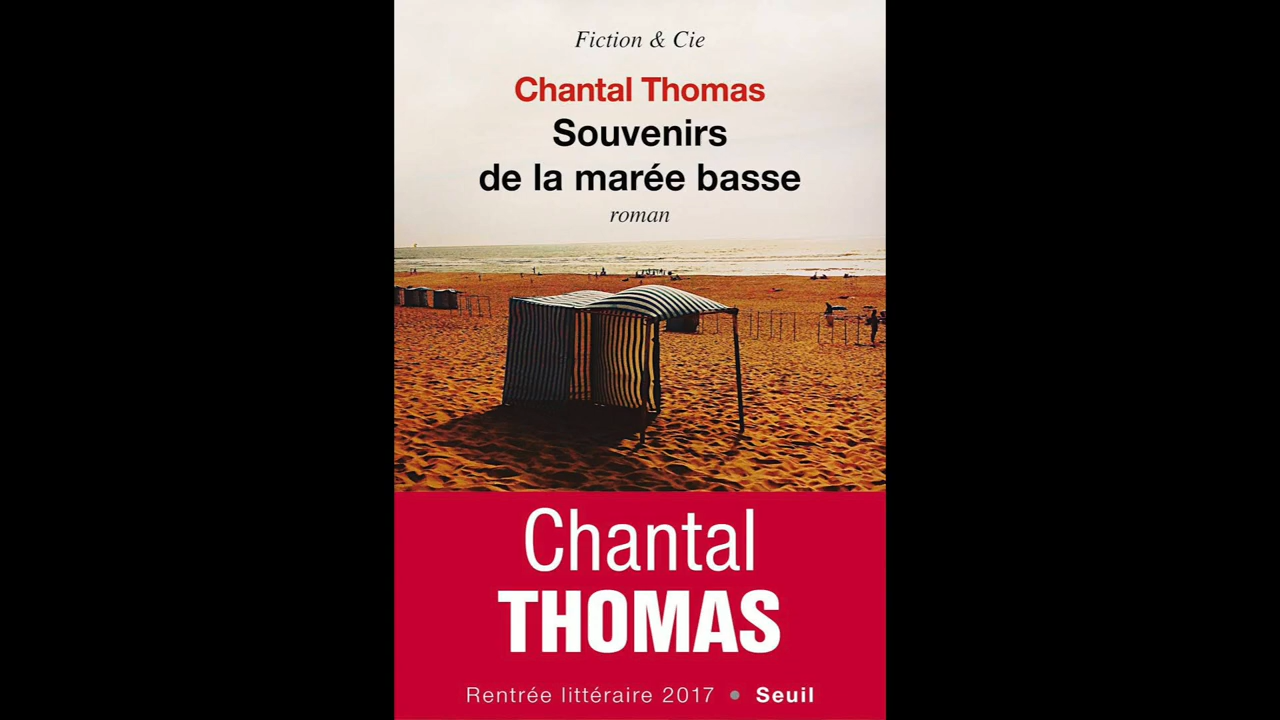 Fiction & Cie
Chantal Thomas
Souvenirs
de la marée basse
roman
Chantal
THOMAS
Rentrée littéraire 2017 • Seuil